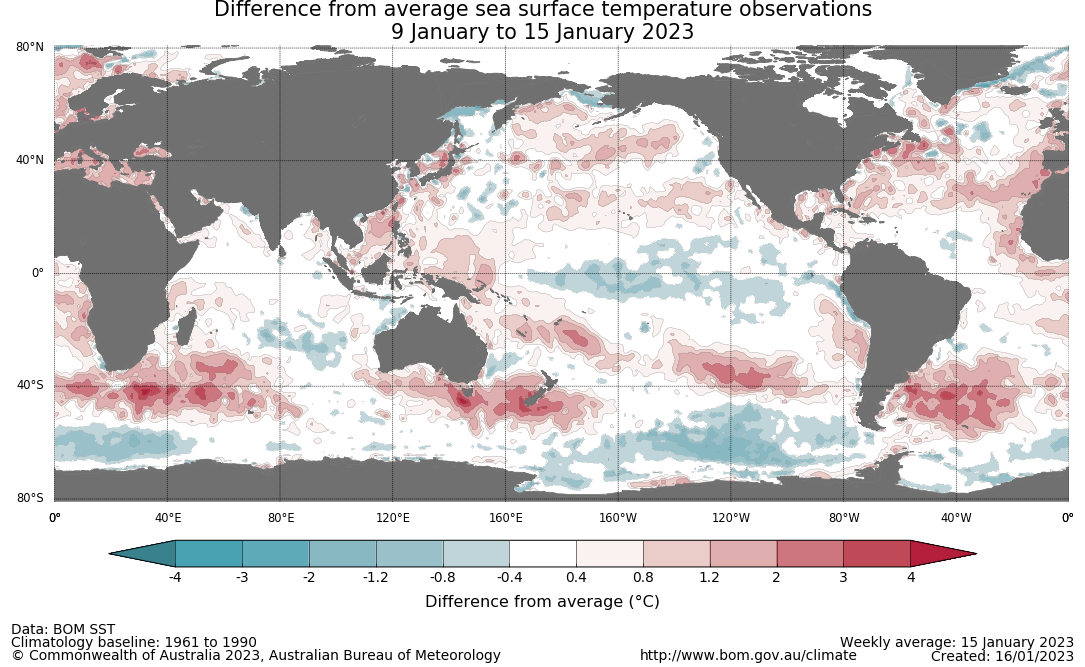 Difference from average sea surface temperature observations
9 January to 15 January 2023
80°N
40°N
0°
40°S
80°S
0° 40°E 80°E 120°E 160°E 160°W 120°W 80°W 40°W 0°
-4 -3 -2 -1.2 -0.8 -0.4 0.4 0.8 1.2 2 3 4
Difference from average (°C)
Data: BOM SST
Climatology baseline: 1961 to 1990
© Commonwealth of Australia 2023, Australian Bureau of Meteorology
http://www.bom.gov.au/climate
Weekly average: 15 January 2023
Created: 16/01/2023